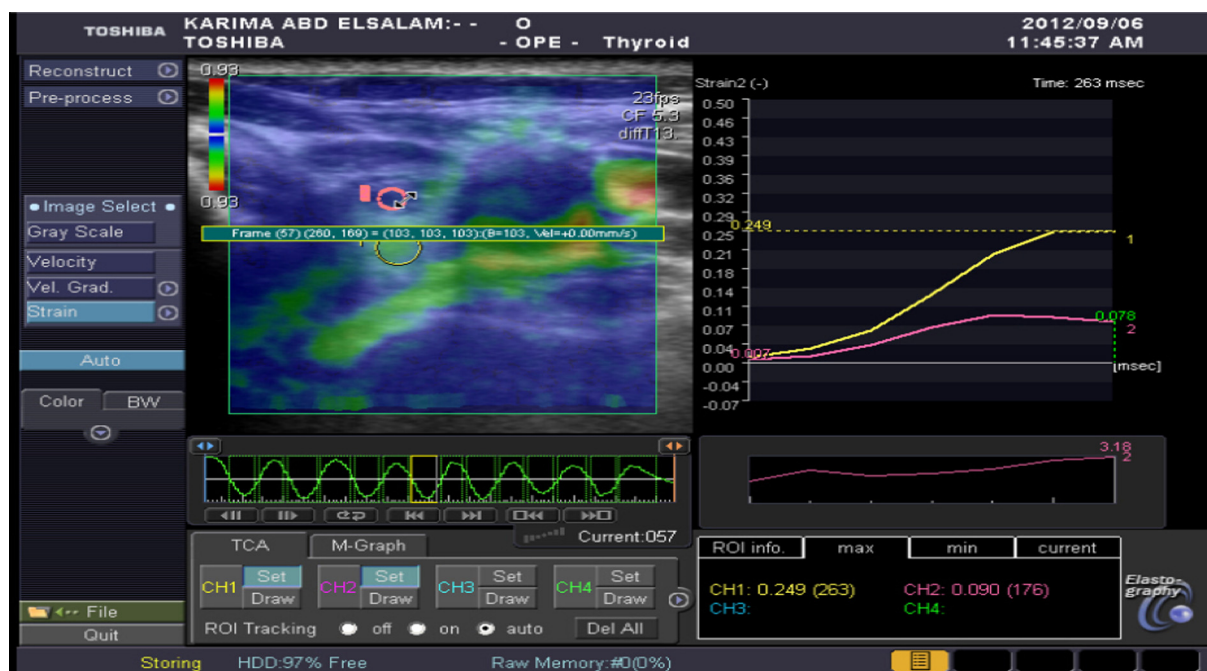 TOSHIBA KARIMA ABD ELSALAM:- - O 2012/09/06
TOSHIBA - OPE - Thyroid 11:45:37 AM
Reconstruct
Pre-process
Image Select
Gray Scale
Velocity
Vel. Grad.
Strain
Auto
Color BW
File
Quit
0.93
0.93
23fps
CF 5.3
diffT13.
Frame (57) (260, 169) = (103, 103, 103):(B=103, Vel=+0.00mm/s)
Strain2 (-) Time: 263 msec
0.50
0.46
0.43
0.39
0.36
0.32
0.29
0.249
0.25 1
0.21
0.18
0.14
0.11 0.078
0.07 2
0.04 0.007
0.00 [msec]
-0.04
-0.07
3.18
2
Current:057
TCA M-Graph
CH1 Set Draw CH2 Set Draw CH3 Set Draw CH4 Set Draw
ROI Tracking off on auto Del All
ROI info. max min current
CH1: 0.249 (263) CH2: 0.090 (176)
CH3: CH4:
Elasto-
graphy
Storing HDD:97% Free Raw Memory:#0(0%)